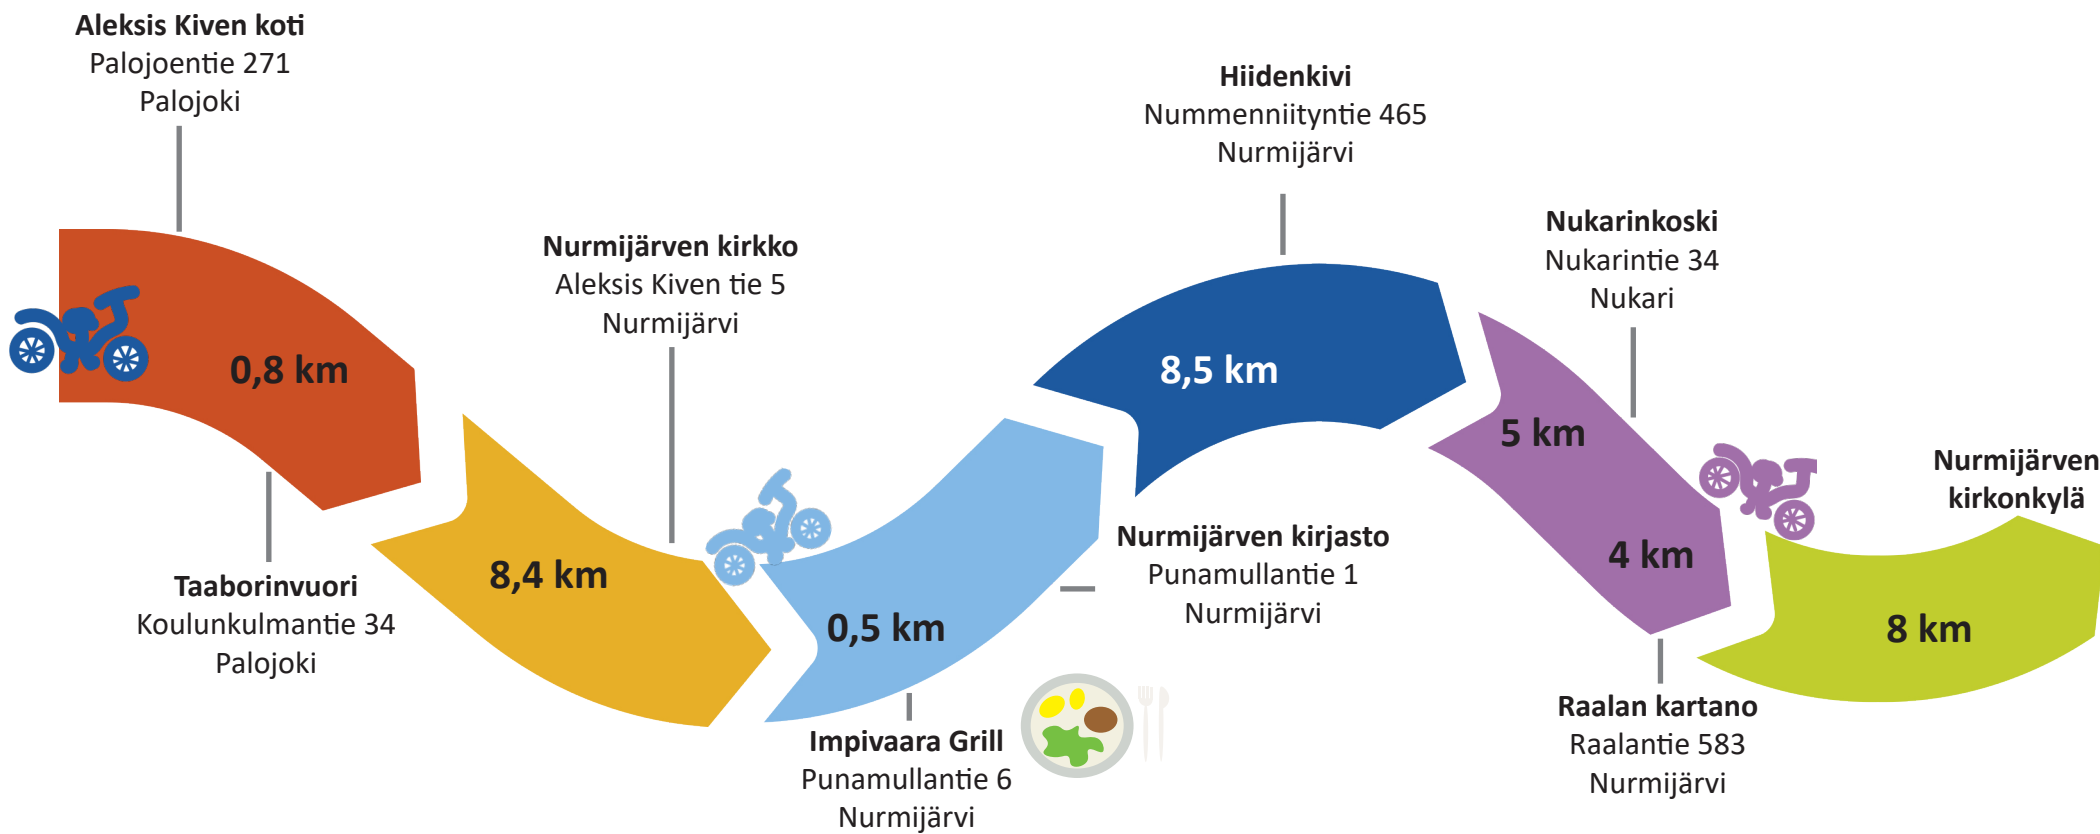 Aleksis Kiven koti
Palojoentie 271
Palojoki
0,8 km
Taaborinvuori
Koulunkulmantie 34
Palojoki
8,4 km
Nurmijärven kirkko
Aleksis Kiven tie 5
Nurmijärvi
0,5 km
Impivaara Grill
Punamullantie 6
Nurmijärvi
Nurmijärven kirjasto
Punamullantie 1
Nurmijärvi
8,5 km
Hiidenkivi
Nummenniityntie 465
Nurmijärvi
5 km
Nukarinkoski
Nukarintie 34
Nukari
4 km
Raalan kartano
Raalantie 583
Nurmijärvi
8 km
Nurmijärven
kirkonkylä